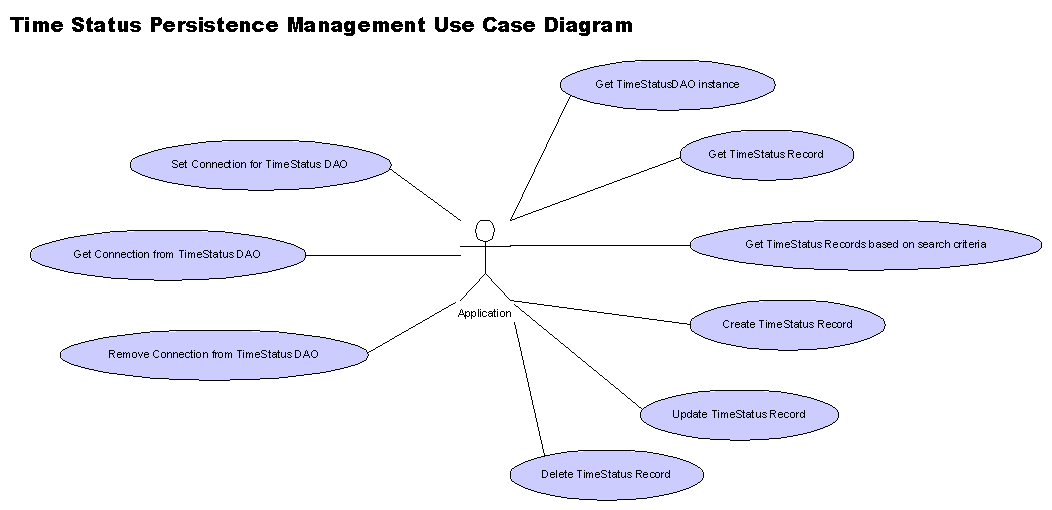 Time Status Persistence Management Use Case Diagram
Get TimeStatusDAO instance
Get TimeStatus Record
Set Connection for TimeStatus DAO
Get TimeStatus Records based on search criteria
Get Connection from TimeStatus DAO
Application
Create TimeStatus Record
Remove Connection from TimeStatus DAO
Update TimeStatus Record
Delete TimeStatus Record